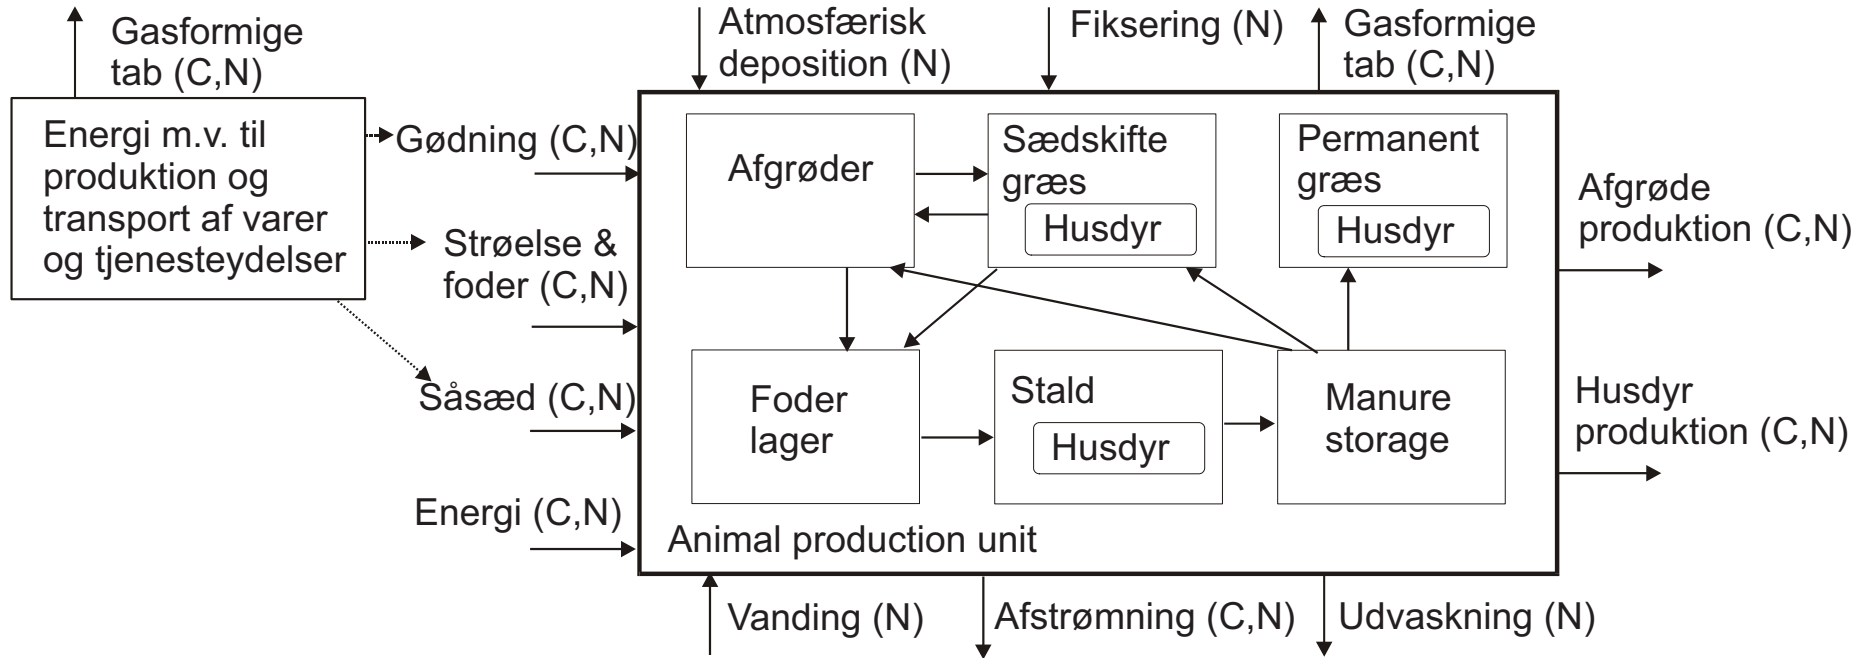 Gasformige
tab (C,N)
Atmosfærisk
deposition (N)
Fiksering (N)
Gasformige
tab (C,N)
Energi m.v. til
produktion og
transport af varer
og tjenesteydelser
Gødning (C,N)
Strøelse &
foder (C,N)
Såsæd (C,N)
Energi (C,N)
Afgrøder
Sædskifte
græs
Husdyr
Permanent
græs
Husdyr
Foder
lager
Stald
Husdyr
Manure
storage
Animal production unit
Afgrøde
produktion (C,N)
Husdyr
produktion (C,N)
Vanding (N)
Afstrømning (C,N)
Udvaskning (N)